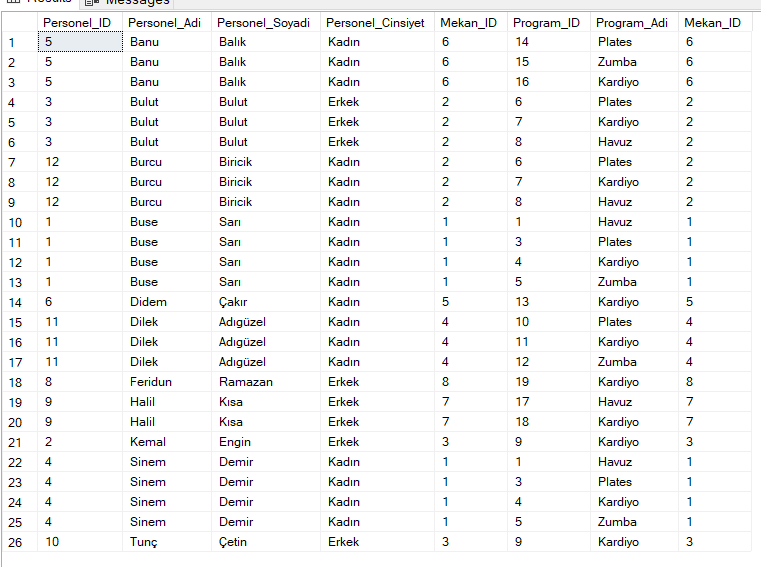 Results Messages
Personel_ID Personel_Adi Personel_Soyadi Personel_Cinsiyet Mekan_ID Program_ID Program_Adi Mekan_ID
1 5 Banu Balık Kadın 6 14 Plates 6
2 5 Banu Balık Kadın 6 15 Zumba 6
3 5 Banu Balık Kadın 6 16 Kardiyo 6
4 3 Bulut Bulut Erkek 2 6 Plates 2
5 3 Bulut Bulut Erkek 2 7 Kardiyo 2
6 3 Bulut Bulut Erkek 2 8 Havuz 2
7 12 Burcu Biricik Kadın 2 6 Plates 2
8 12 Burcu Biricik Kadın 2 7 Kardiyo 2
9 12 Burcu Biricik Kadın 2 8 Havuz 2
10 1 Buse Sarı Kadın 1 1 Havuz 1
11 1 Buse Sarı Kadın 1 3 Plates 1
12 1 Buse Sarı Kadın 1 4 Kardiyo 1
13 1 Buse Sarı Kadın 1 5 Zumba 1
14 6 Didem Çakır Kadın 5 13 Kardiyo 5
15 11 Dilek Adıgüzel Kadın 4 10 Plates 4
16 11 Dilek Adıgüzel Kadın 4 11 Kardiyo 4
17 11 Dilek Adıgüzel Kadın 4 12 Zumba 4
18 8 Feridun Ramazan Erkek 8 19 Kardiyo 8
19 9 Halil Kısa Erkek 7 17 Havuz 7
20 9 Halil Kısa Erkek 7 18 Kardiyo 7
21 2 Kemal Engin Erkek 3 9 Kardiyo 3
22 4 Sinem Demir Kadın 1 1 Havuz 1
23 4 Sinem Demir Kadın 1 3 Plates 1
24 4 Sinem Demir Kadın 1 4 Kardiyo 1
25 4 Sinem Demir Kadın 1 5 Zumba 1
26 10 Tunç Çetin Erkek 3 9 Kardiyo 3